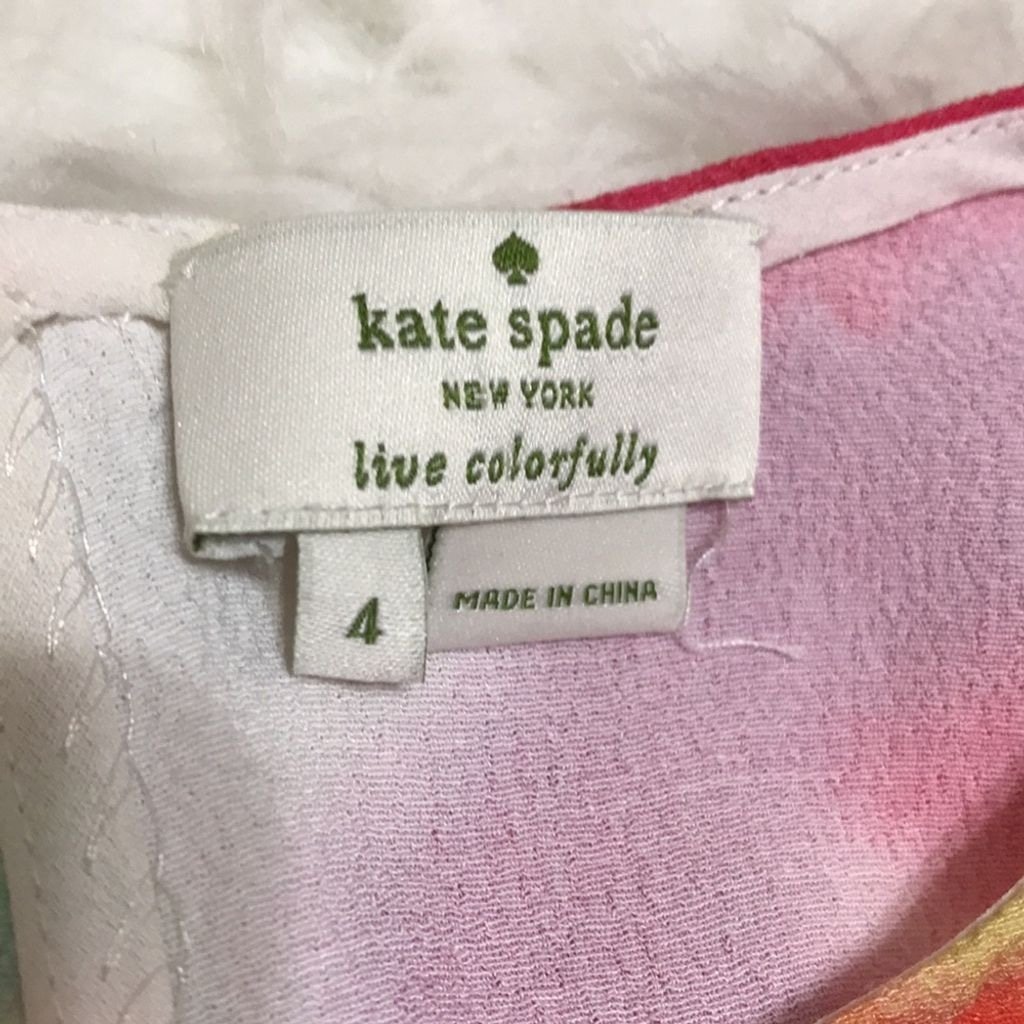 kate spade
NEW YORK
live colorfully
4
MADE IN CHINA